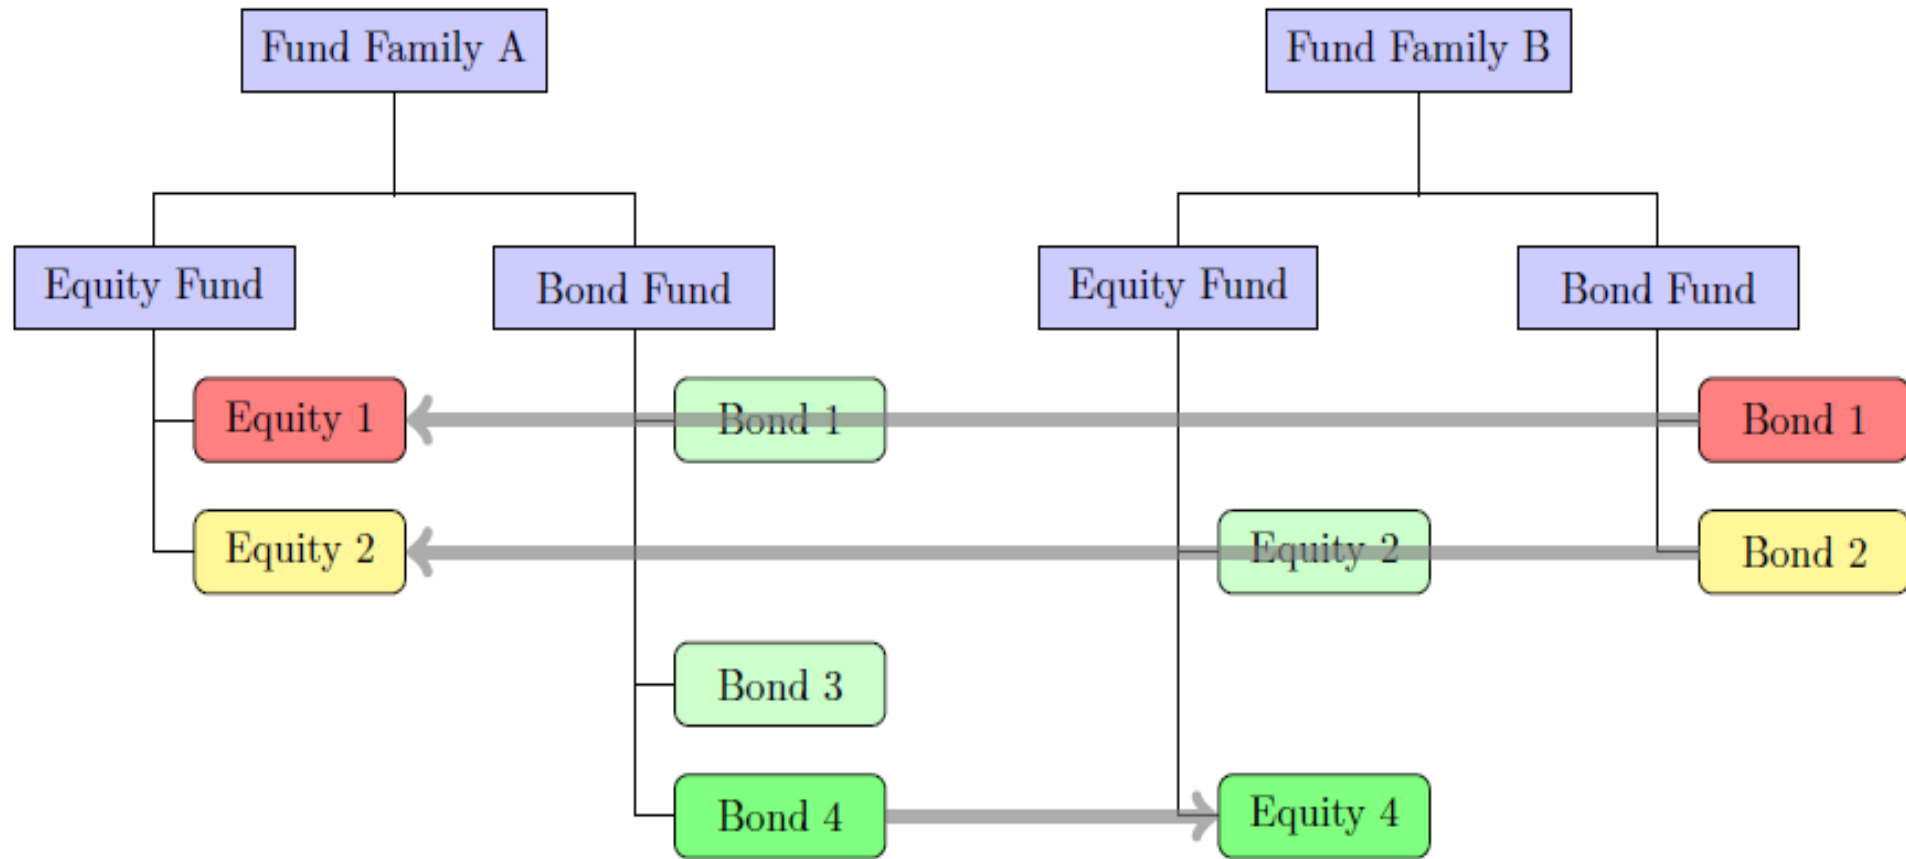 Fund Family A
Fund Family B
Equity Fund
Bond Fund
Equity Fund
Bond Fund
Equity 1
Bond 1
Bond 1
Equity 2
Equity 2
Bond 2
Bond 3
Bond 4
Equity 4